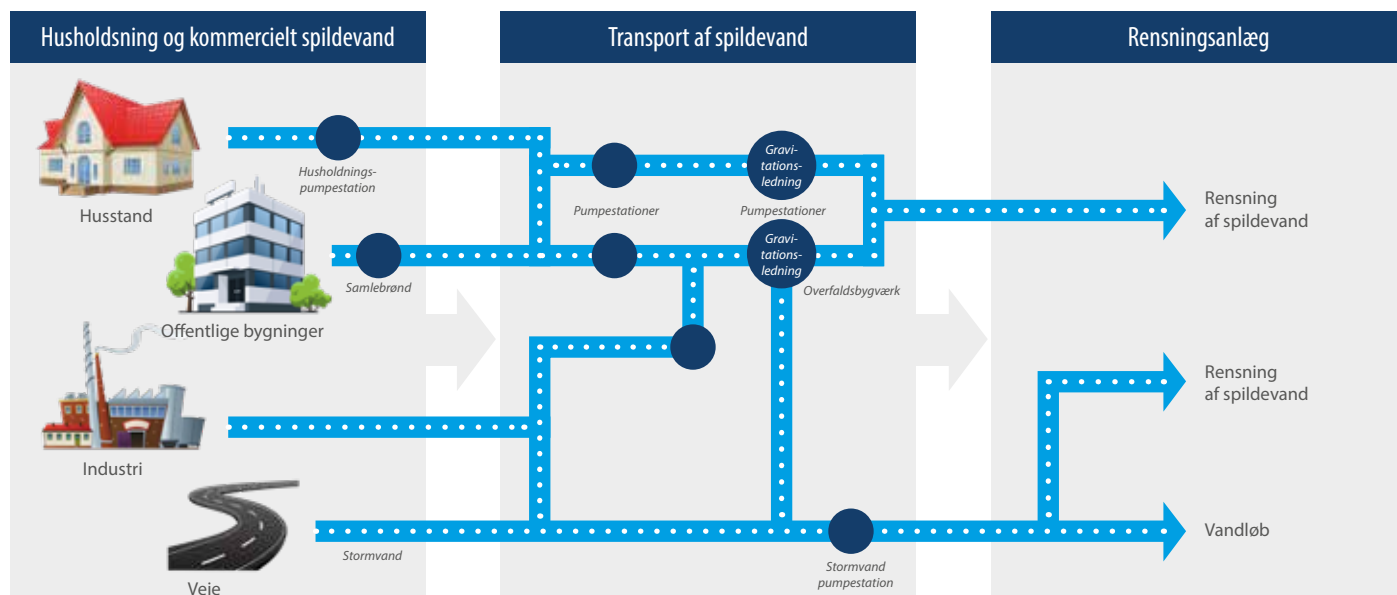 Husholdsning og kommercielt spildevand
Transport af spildevand
Rensningsanlæg
Husstand
Husholdnings-
pumpestation
Offentlige bygninger
Samlebrønd
Industri
Veje
Stormvand
Pumpestationer
Gravi-
tations-
ledning
Pumpestationer
Gravi-
tations-
ledning
Overfaldsbygværk
Stormvand
pumpestation
Rensning
af spildevand
Rensning
af spildevand
Vandløb